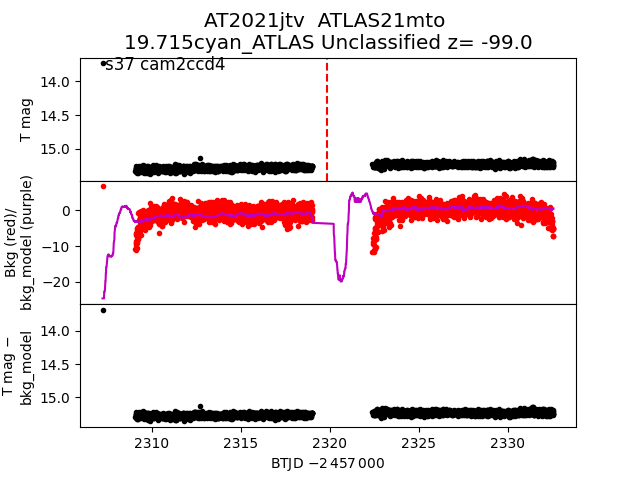 AT2021jtv  ATLAS21mto
19.715cyan_ATLAS Unclassified z= -99.0
s37 cam2ccd4
14.0
14.5
15.0
T mag
0
−10
−20
Bkg (red)/
bkg_model (purple)
14.0
14.5
15.0
T mag −
bkg_model
2310
2315
2320
2325
2330
BTJD −2 457 000